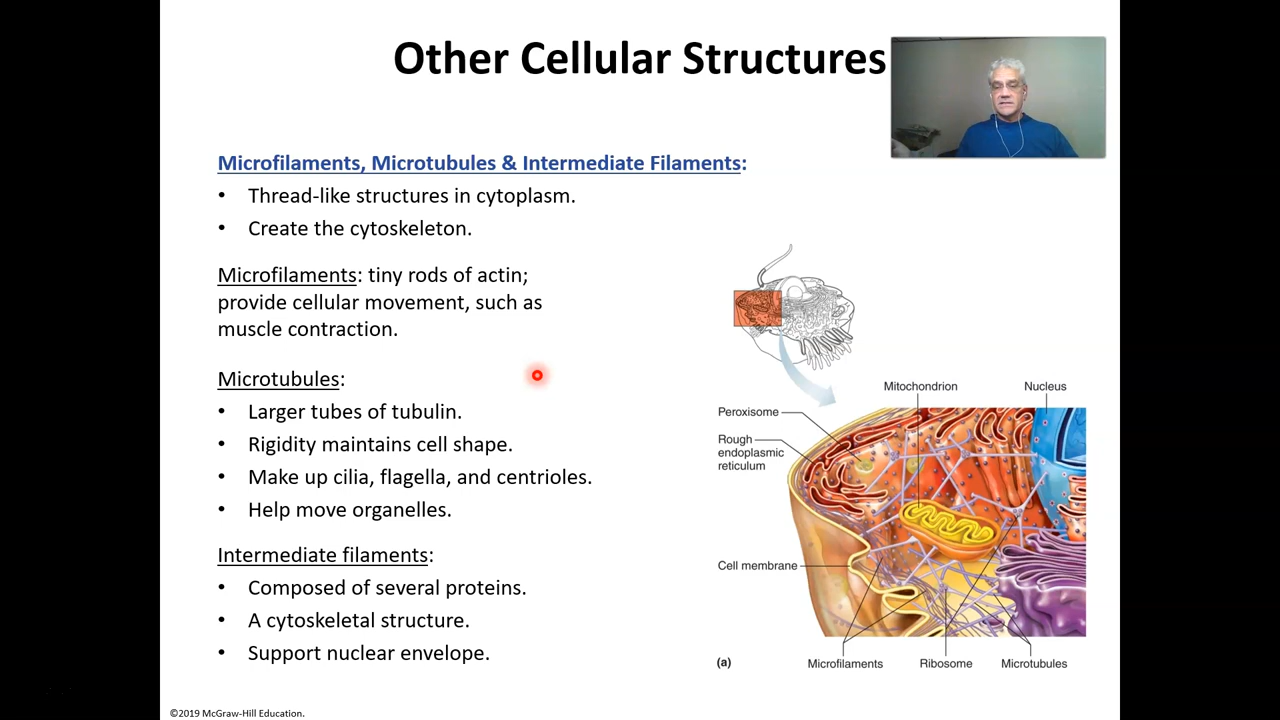 Other Cellular Structures
Microfilaments, Microtubules & Intermediate Filaments:
• Thread-like structures in cytoplasm.
• Create the cytoskeleton.
Microfilaments: tiny rods of actin;
provide cellular movement, such as
muscle contraction.
Microtubules:
• Larger tubes of tubulin.
• Rigidity maintains cell shape.
• Make up cilia, flagella, and centrioles.
• Help move organelles.
Intermediate filaments:
• Composed of several proteins.
• A cytoskeletal structure.
• Support nuclear envelope.
Mitochondrion
Nucleus
Peroxisome
Rough
endoplasmic
reticulum
Cell membrane
(a)
Microfilaments
Ribosome
Microtubules
©2019 McGraw-Hill Education.